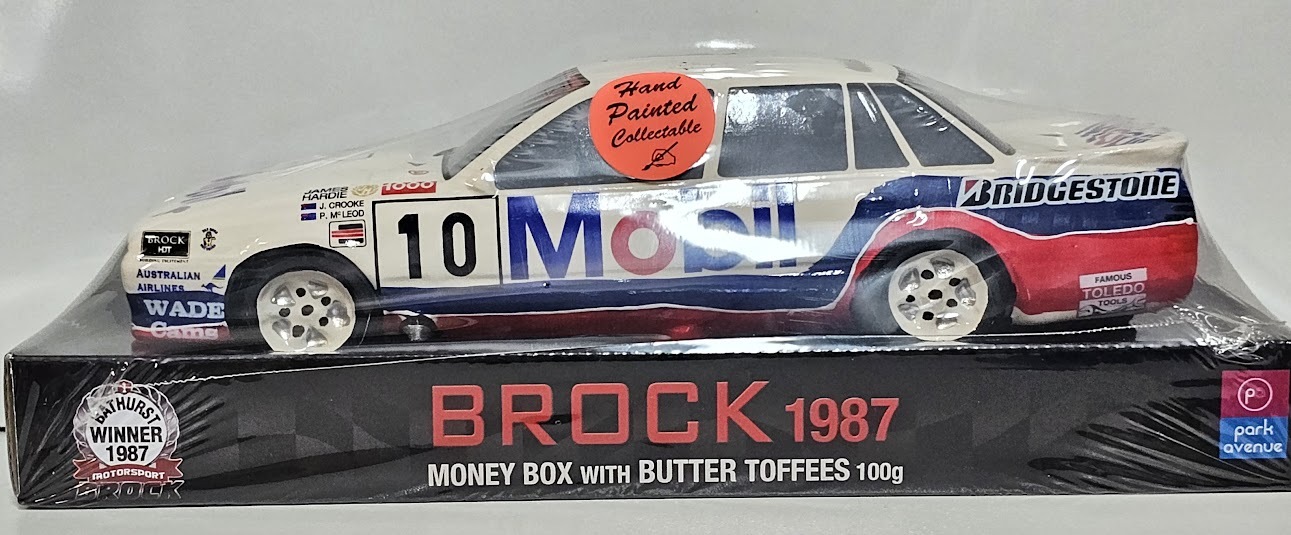 Hand
Painted
Collectable
BRIDGESTONE
JAMES
HARDIE
1000
J. CROOKE
P. McLEOD
10
Mobil
BROCK
HDT
AUSTRALIAN
AIRLINES
WADE
Cams
FAMOUS
TOLEDO
TOOLS
BATHURST
WINNER
1987
MOTORSPORT
BROCK
BROCK 1987
MONEY BOX WITH BUTTER TOFFEES 100g
park
avenue